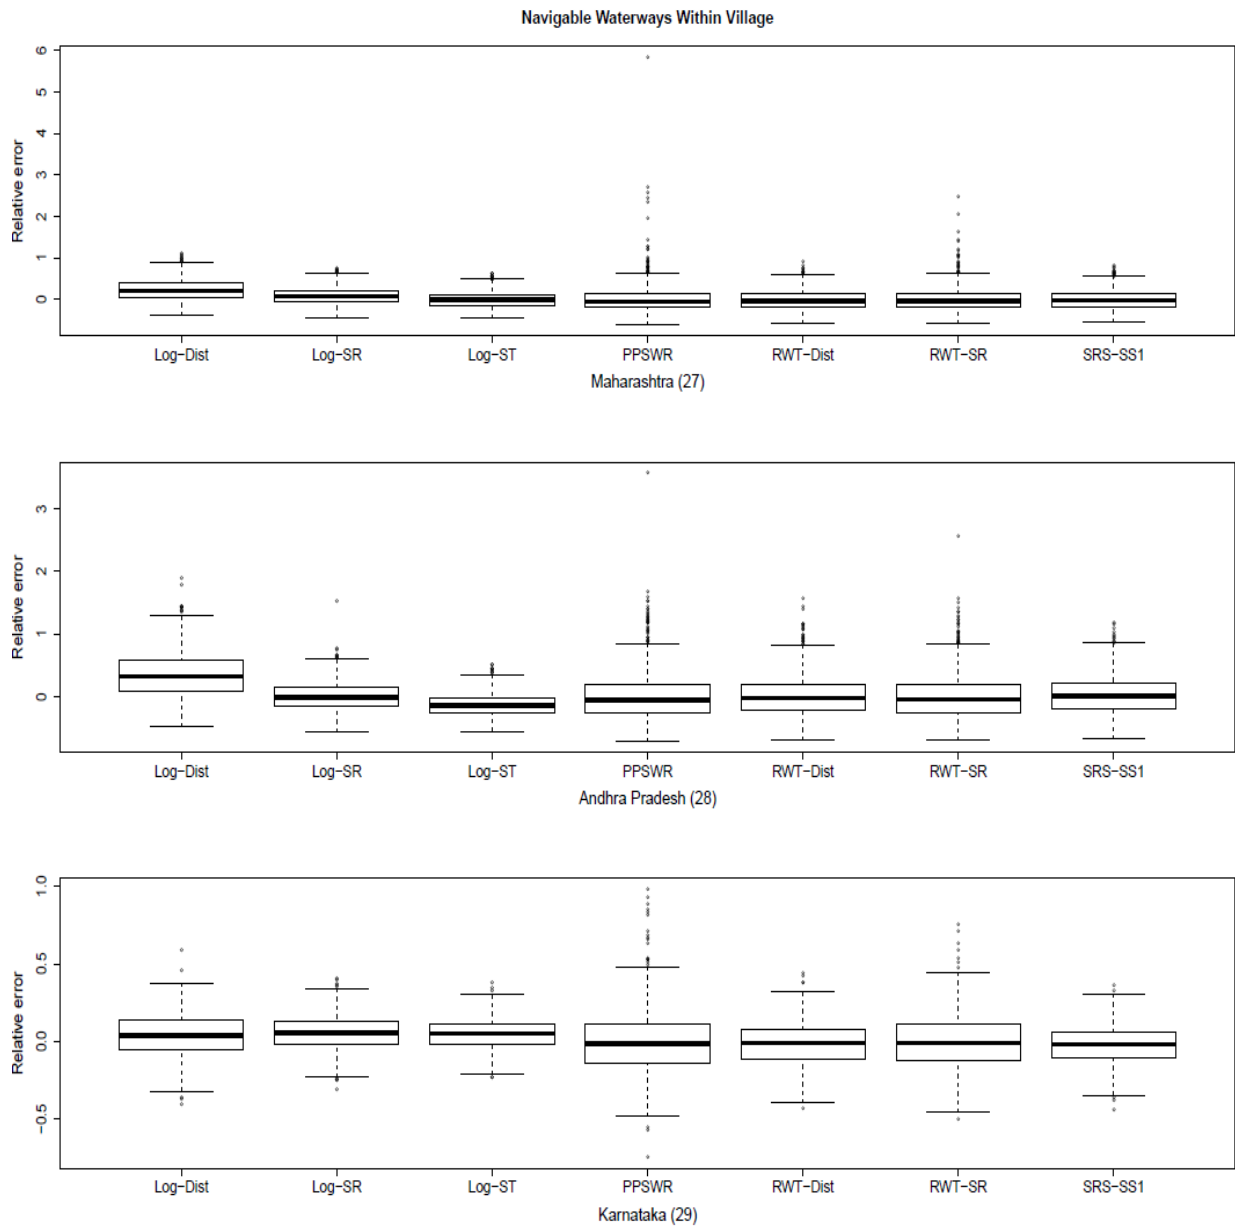 Navigable Waterways Within Village
6
5
4
3
2
1
0
Relative error
Log-Dist Log-SR Log-ST PPSWR RWT-Dist RWT-SR SRS-SS1
Maharashtra (27)
3
2
1
0
Relative error
Log-Dist Log-SR Log-ST PPSWR RWT-Dist RWT-SR SRS-SS1
Andhra Pradesh (28)
1.0
0.5
0.0
-0.5
Relative error
Log-Dist Log-SR Log-ST PPSWR RWT-Dist RWT-SR SRS-SS1
Karnataka (29)